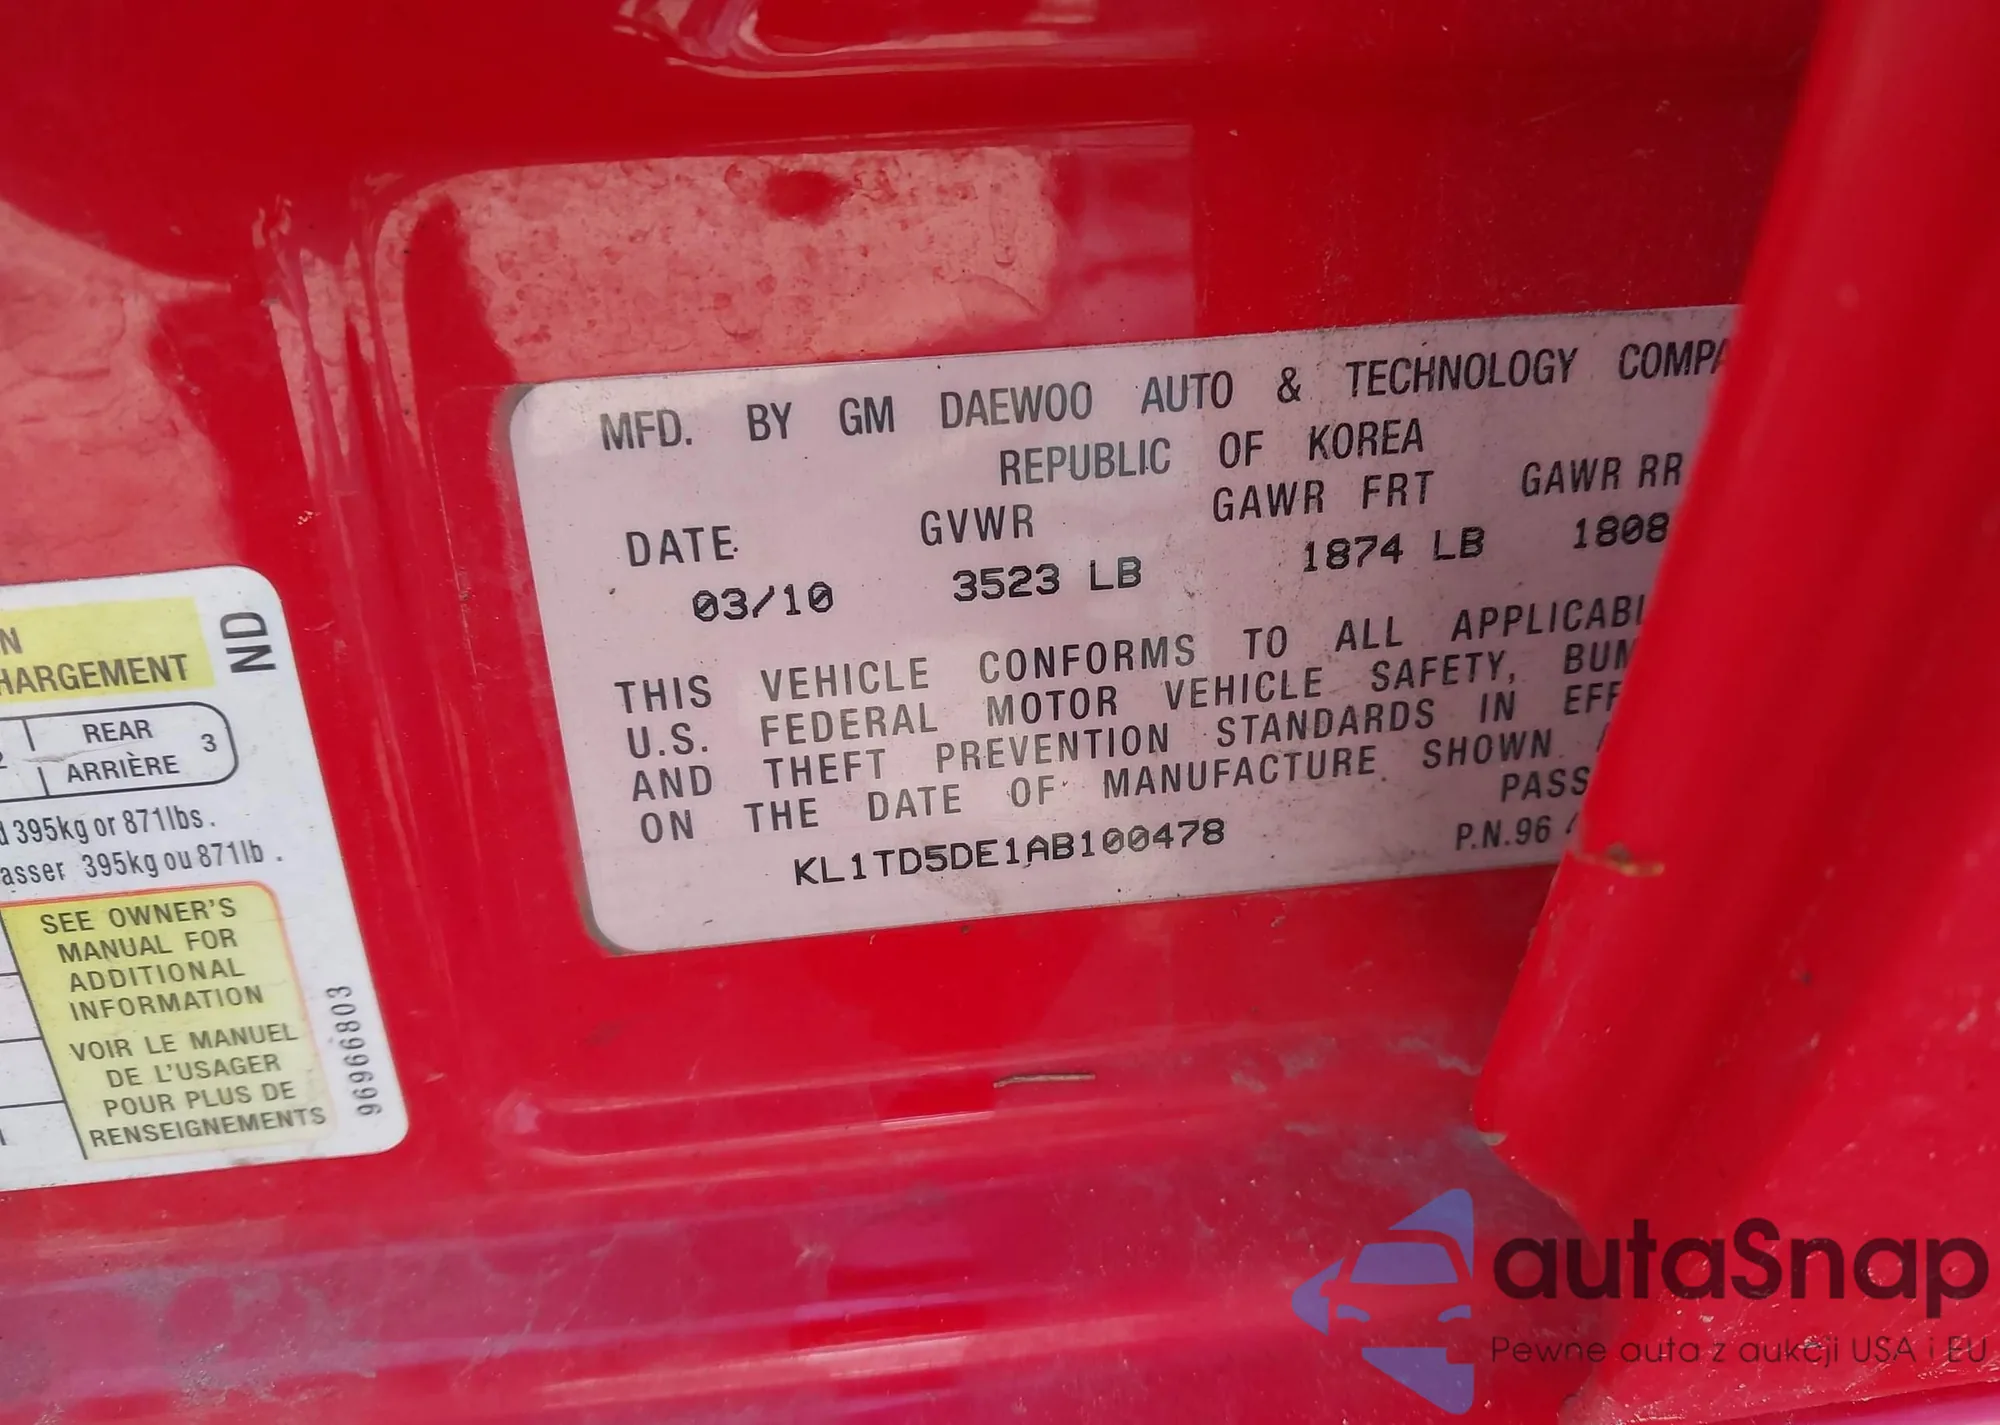 MFD. BY GM DAEWOO AUTO & TECHNOLOGY
REPUBLIC OF KOREA
DATE GVWR GAWR FRT GAWR RR
03/10 3523 LB 1874 LB 1808
THIS VEHICLE CONFORMS TO ALL
U.S. FEDERAL MOTOR VEHICLE SAFETY,
AND THEFT PREVENTION STANDARDS IN
ON THE DATE OF MANUFACTURE SHOWN
PASS
KL1TD5DE1AB100478
P.N.96
ND
HARGEMENT
REAR 3
ARRIÈRE
395kg or 871lbs.
asser 395kg ou 871lb .
SEE OWNER'S
MANUAL FOR
ADDITIONAL
INFORMATION
VOIR LE MANUEL
DE L'USAGER
POUR PLUS DE
RENSEIGNEMENTS
96966803
autaSnap
Pewne auta z aukcji USA i EU